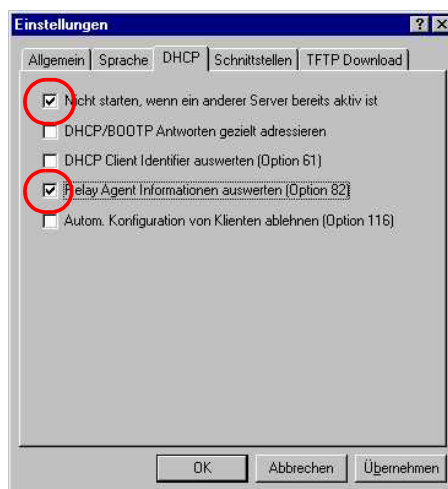 Einstellungen
Allgemein Sprache DHCP Schnittstellen TFTP Download
Nicht starten, wenn ein anderer Server bereits aktiv ist
DHCP/BOOTP Antworten gezielt adressieren
DHCP Client Identifier auswerten (Option 61)
Relay Agent Informationen auswerten (Option 82)
Autom. Konfiguration von Klienten ablehnen (Option 116)
OK Abbrechen Übernehmen